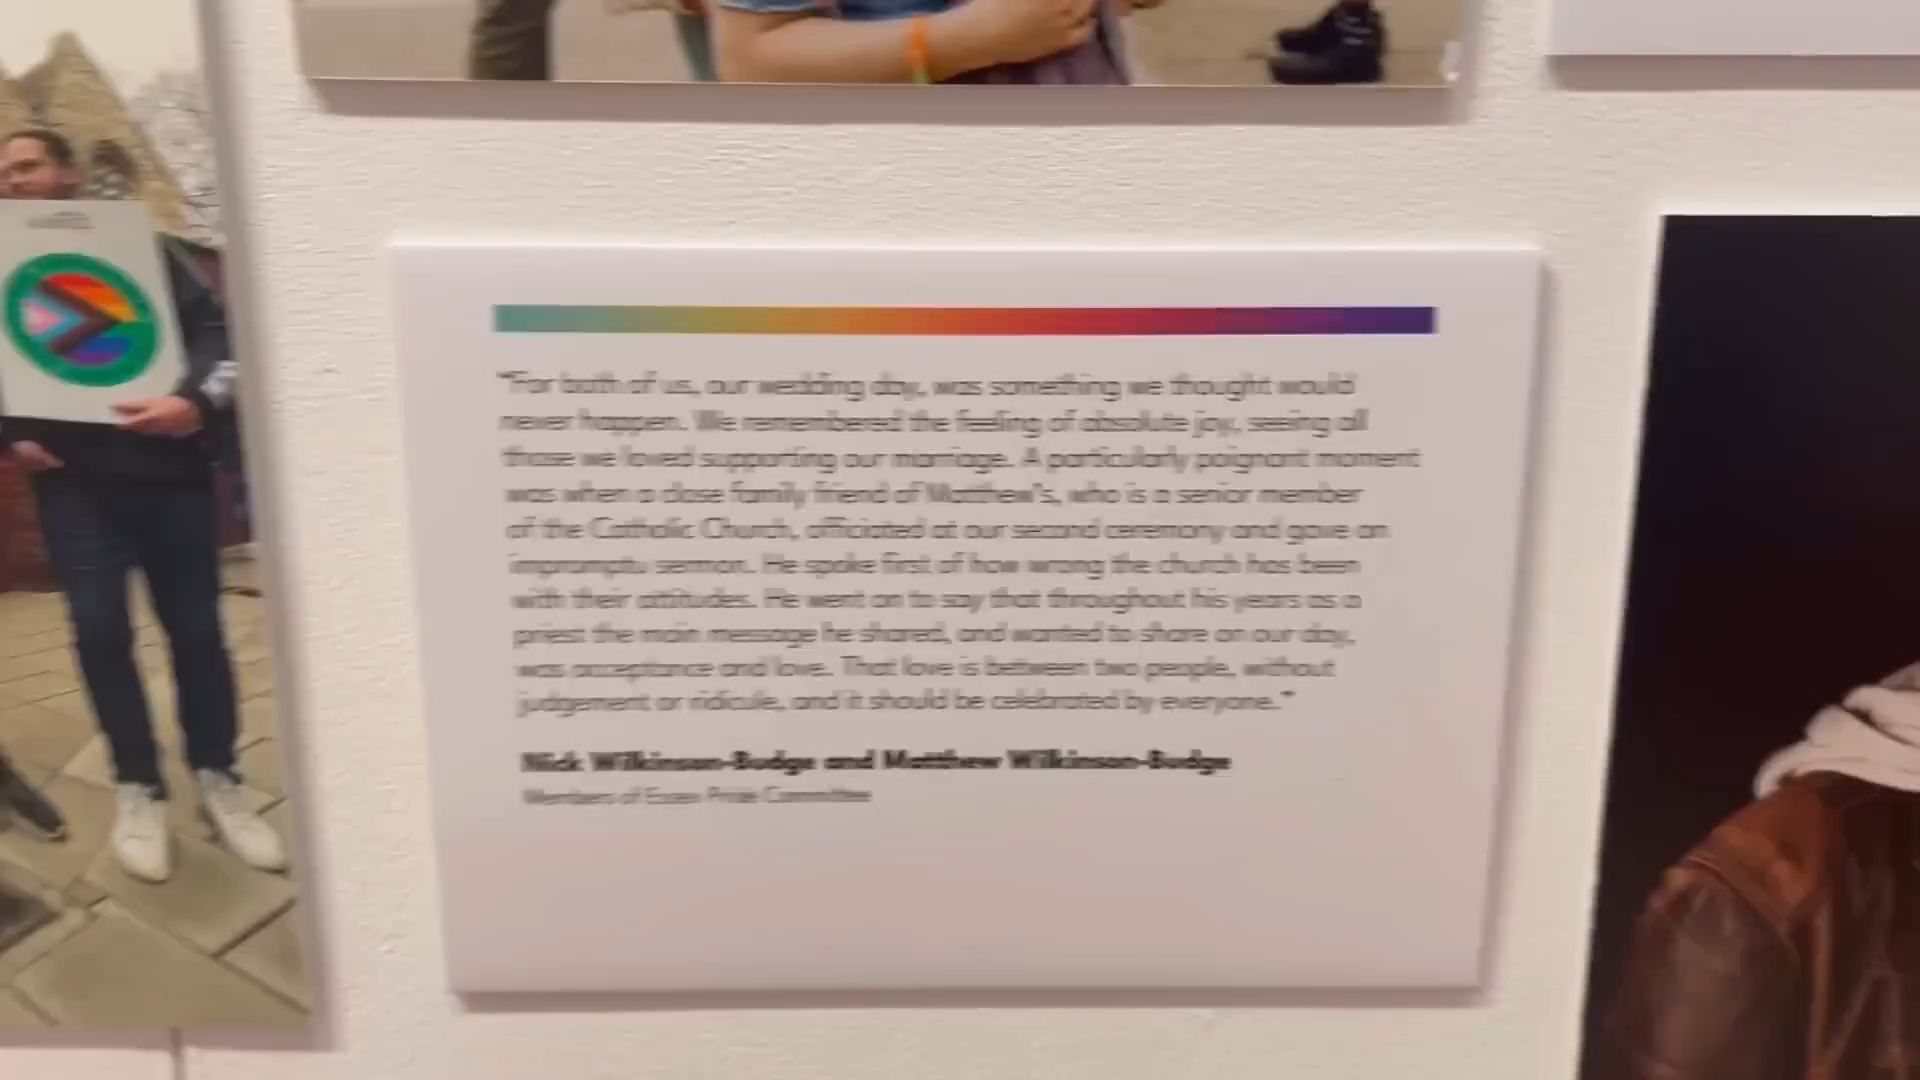 "For both of us, our wedding day, was something we thought would
never happen. We remembered the feeling of absolute joy, seeing all
those we loved supporting our marriage. A particularly poignant moment
was when a close family friend of Matthew's, who is a senior member
of the Catholic Church, officiated at our second ceremony and gave an
impromptu sermon. He spoke first of how wrong the church has been
with their attitudes. He went on to say that throughout his years as a
priest the main message he shared, and wanted to share on our day,
was acceptance and love. That love is between two people, without
judgement or ridicule, and it should be celebrated by everyone."
Nick Wilkinson-Budge and Matthew Wilkinson-Budge
Members of Essex Pride Committee